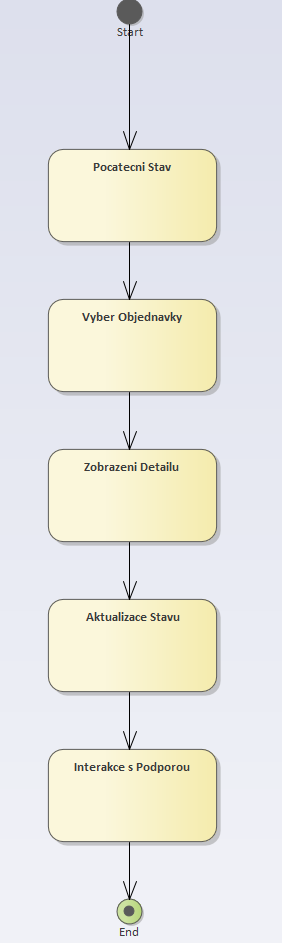 Start
Pocatecni Stav
Vyber Objednavky
Zobrazeni Detailu
Aktualizace Stavu
Interakce s Podporou
End